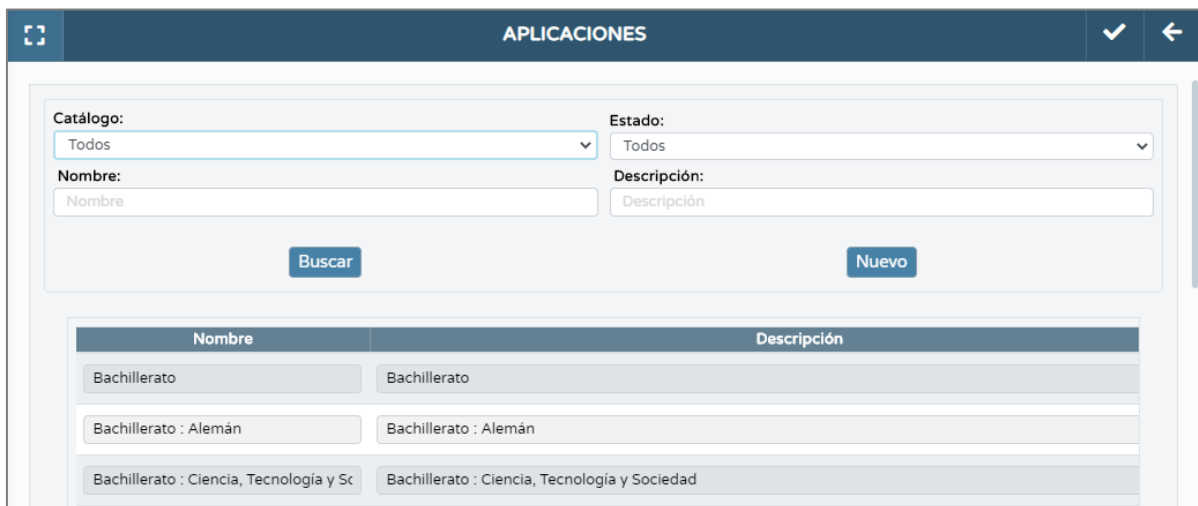 APLICACIONES
Catálogo: Estado:
Todos Todos
Nombre: Descripción:
Nombre Descripción
Buscar Nuevo
Nombre Descripción
Bachillerato Bachillerato
Bachillerato : Alemán Bachillerato : Alemán
Bachillerato : Ciencia, Tecnología y Sc Bachillerato : Ciencia, Tecnología y Sociedad